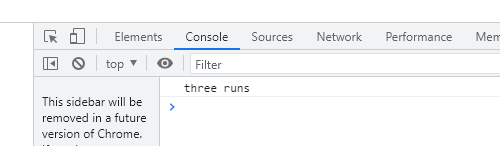 Elements Console Sources Network Performance Mem
top Filter
three runs
This sidebar will be
removed in a future
version of Chrome.